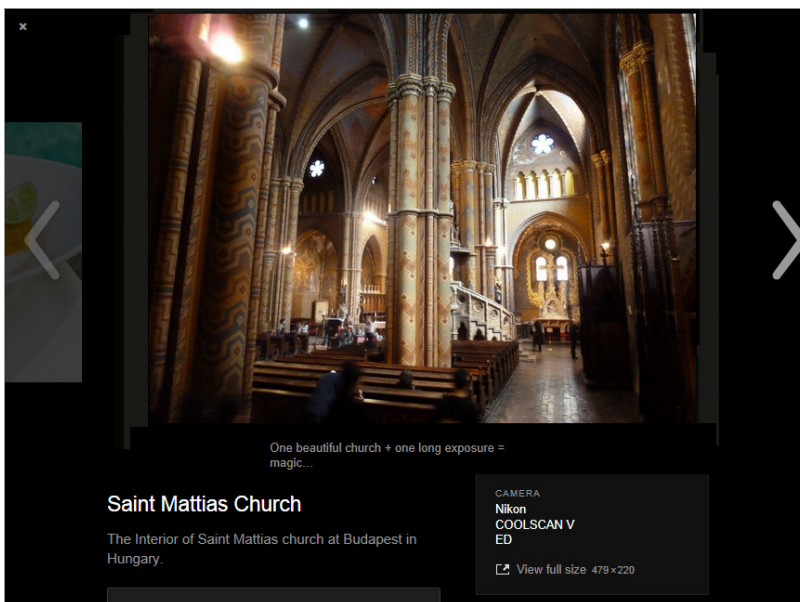 One beautiful church + one long exposure =
magic...
Saint Mattias Church
The Interior of Saint Mattias church at Budapest in
Hungary.
CAMERA
Nikon
COOLSCAN V
ED
View full size 479×220